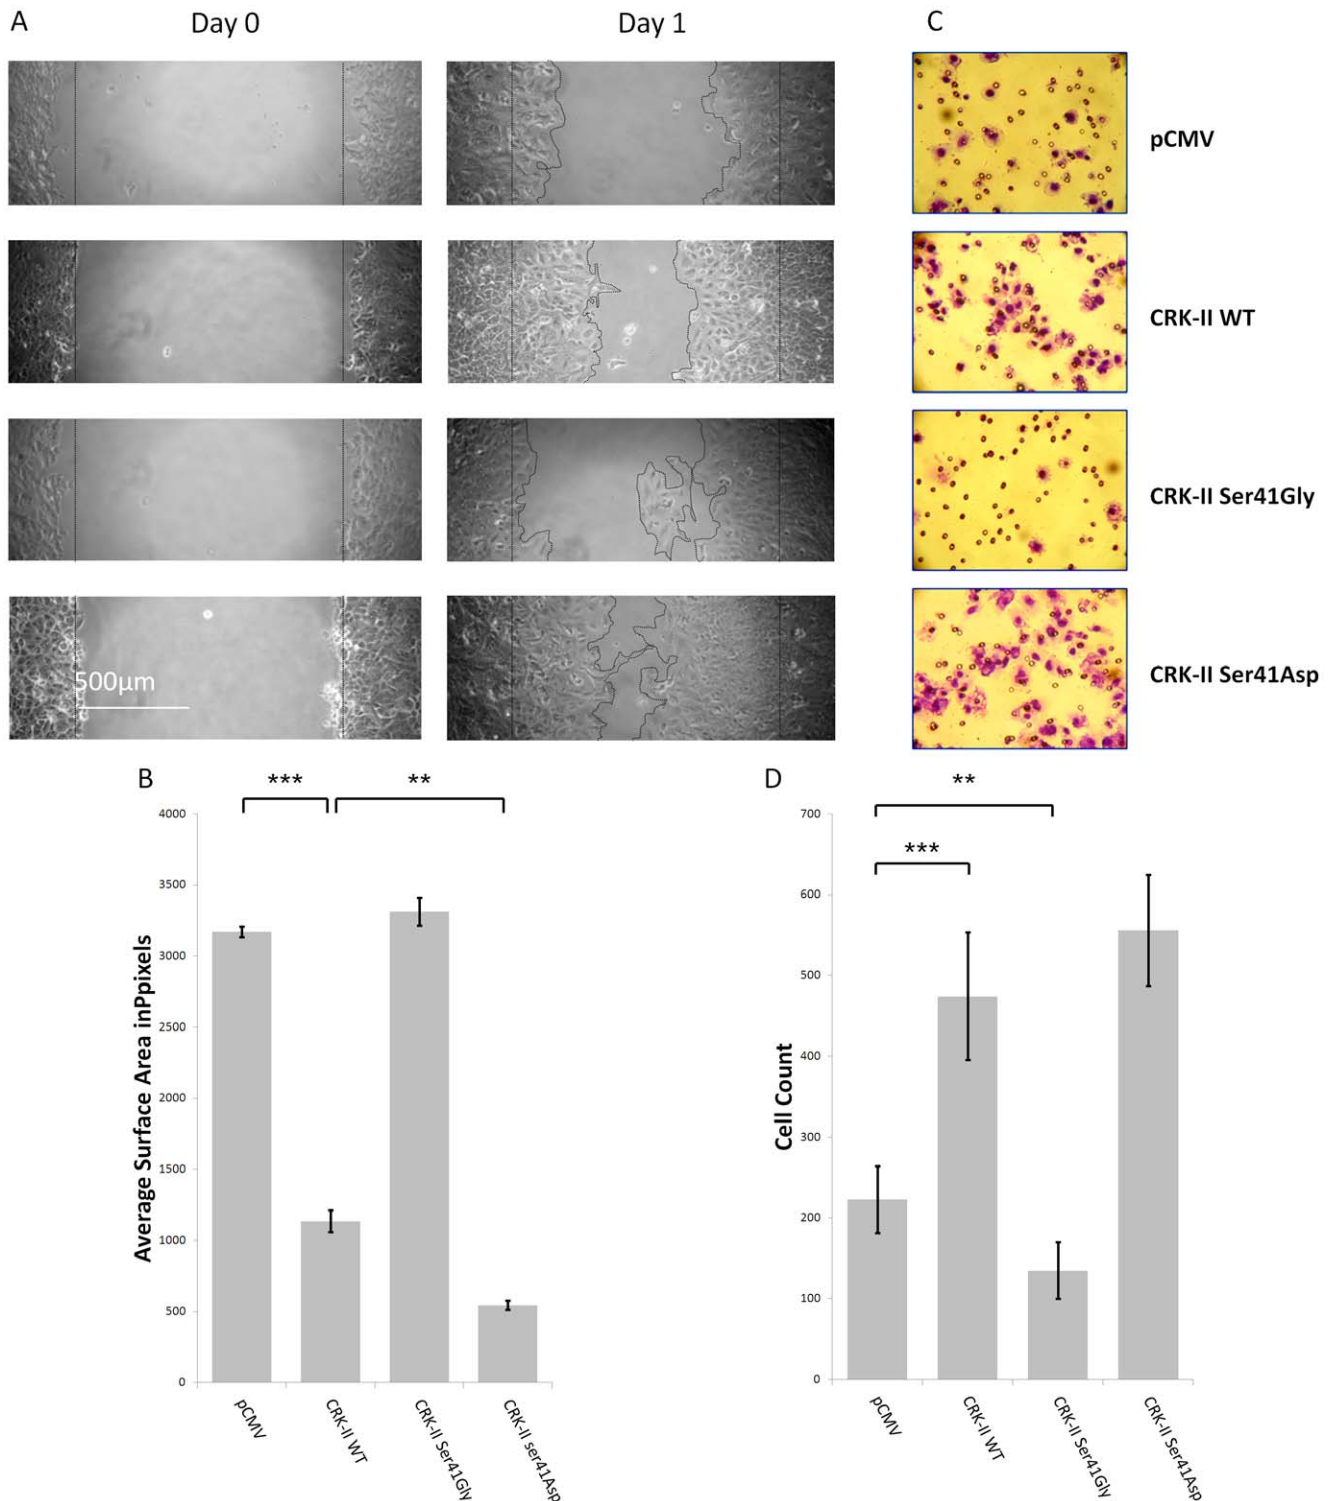 A
Day 0
Day 1
C
pCMV
CRK-II WT
CRK-II Ser41Gly
CRK-II Ser41Asp
500µm
B
***
**
4000
3500
3000
2500
2000
1500
1000
500
0
Average Surface Area inPpixels
pCMV
CRK-II WT
CRK-II Ser41Gly
CRK-II ser41Asp
D
**
***
700
600
500
400
300
200
100
0
Cell Count
pCMV
CRK-II WT
CRK-II Ser41Gly
CRK-II Ser41Asp